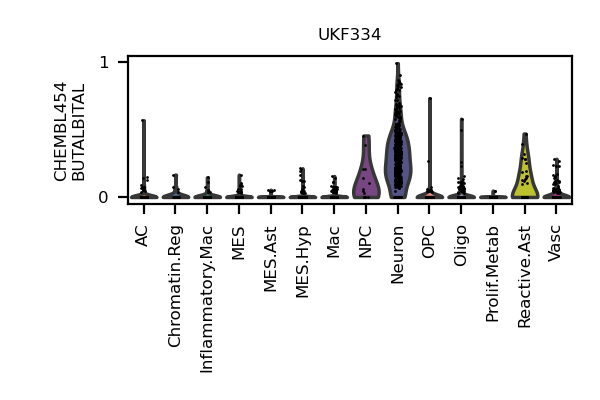 UKF334
CHEMBL454
BUTALBITAL
1
0
AC
Chromatin.Reg
Inflammatory.Mac
MES
MES.Ast
MES.Hyp
Mac
NPC
Neuron
OPC
Oligo
Prolif.Metab
Reactive.Ast
Vasc